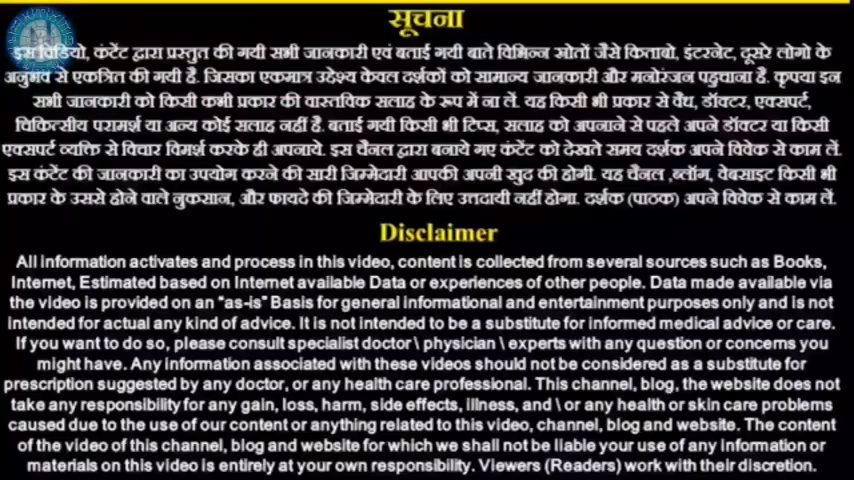 सूचना
इस विडियो, कंटेंट द्वारा प्रस्तुत की गयी सभी जानकारी एवं बताई गयी बाते विभिन्न स्रोतों जैसे किताबो, इंटरनेट, दूसरे लोगो के
अनुभव से एकत्रित की गयी है. जिसका एकमात्र उद्देश्य केवल दर्शकों को सामान्य जानकारी और मनोरंजन पहुचाना है. कृपया इन
सभी जानकारी को किसी कभी प्रकार की वास्तविक सलाह के रूप में ना लें. यह किसी भी प्रकार से वैध, डॉक्टर, एक्सपर्ट,
चिकित्सीय परामर्श या अन्य कोई सलाह नहीं है. बताई गयी किसी भी टिप्स, सलाह को अपनाने से पहले अपने डॉक्टर या किसी
एक्सपर्ट व्यक्ति से विचार विमर्श करके ही अपनाये. इस चैनल द्वारा बनाये गए कंटेंट को देखते समय दर्शक अपने विवेक से काम लें.
इस कंटेंट की जानकारी का उपयोग करने की सारी जिम्मेदारी आपकी अपनी खुद की होगी. यह चैनल ,ब्लॉग, वेबसाइट किसी भी
प्रकार के उससे होने वाले नुकसान, और फायदे की जिम्मेदारी के लिए उत्तदायी नहीं होगा. दर्शक (पाठक) अपने विवेक से काम लें.
Disclaimer
All information activates and process in this video, content is collected from several sources such as Books,
Internet, Estimated based on Internet available Data or experiences of other people. Data made available via
the video is provided on an "as-is" Basis for general informational and entertainment purposes only and is not
intended for actual any kind of advice. It is not intended to be a substitute for informed medical advice or care.
If you want to do so, please consult specialist doctor \ physician \ experts with any question or concerns you
might have. Any information associated with these videos should not be considered as a substitute for
prescription suggested by any doctor, or any health care professional. This channel, blog, the website does not
take any responsibility for any gain, loss, harm, side effects, illness, and \ or any health or skin care problems
caused due to the use of our content or anything related to this video, channel, blog and website. The content
of the video of this channel, blog and website for which we shall not be liable your use of any information or
materials on this video is entirely at your own responsibility. Viewers (Readers) work with their discretion.